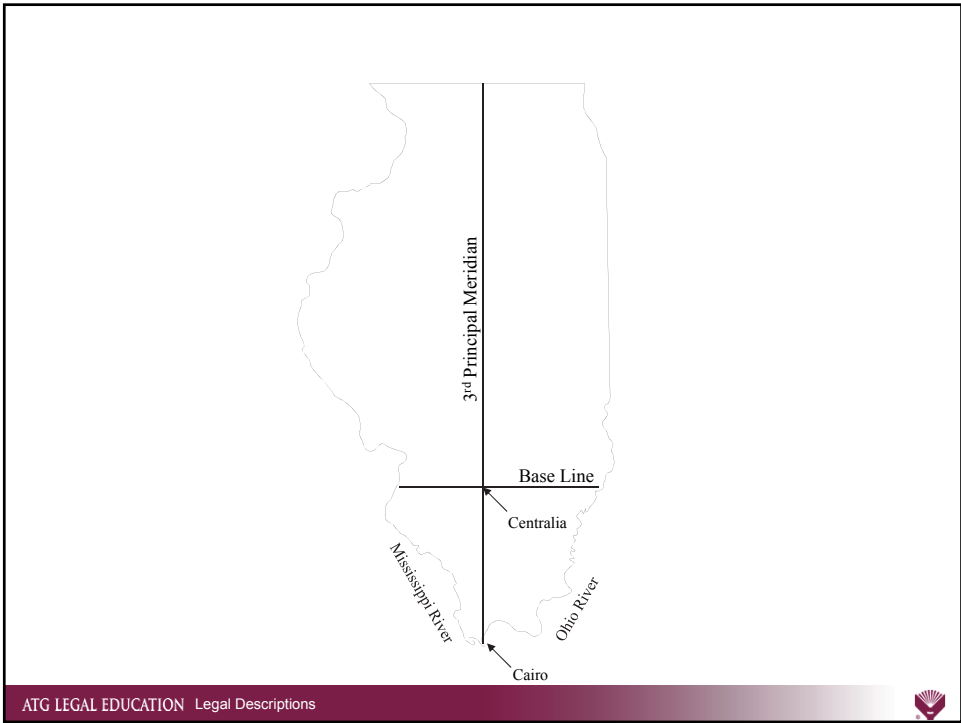 3rd Principal Meridian
Base Line
Centralia
Mississippi River
Ohio River
Cairo
ATG LEGAL EDUCATION Legal Descriptions
®